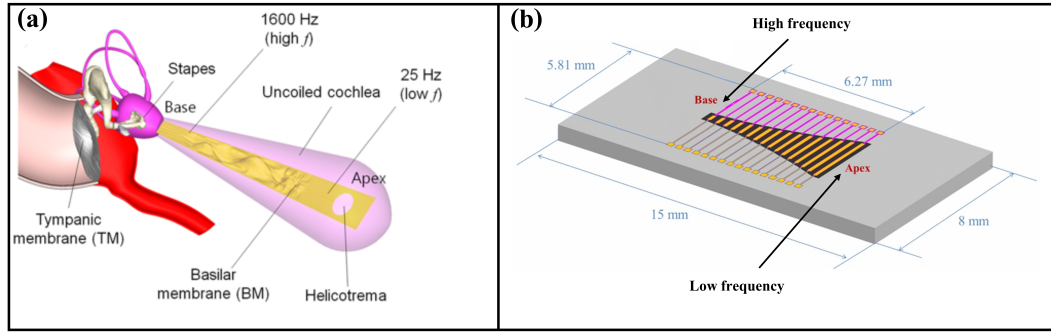 (a)
1600 Hz
(high f)
Stapes
25 Hz
(low f)
Base
Uncoiled cochlea
Apex
Tympanic
membrane (TM)
Basilar
membrane (BM)
Helicotrema
(b)
High frequency
5.81 mm
6.27 mm
Base
Apex
15 mm
8 mm
Low frequency